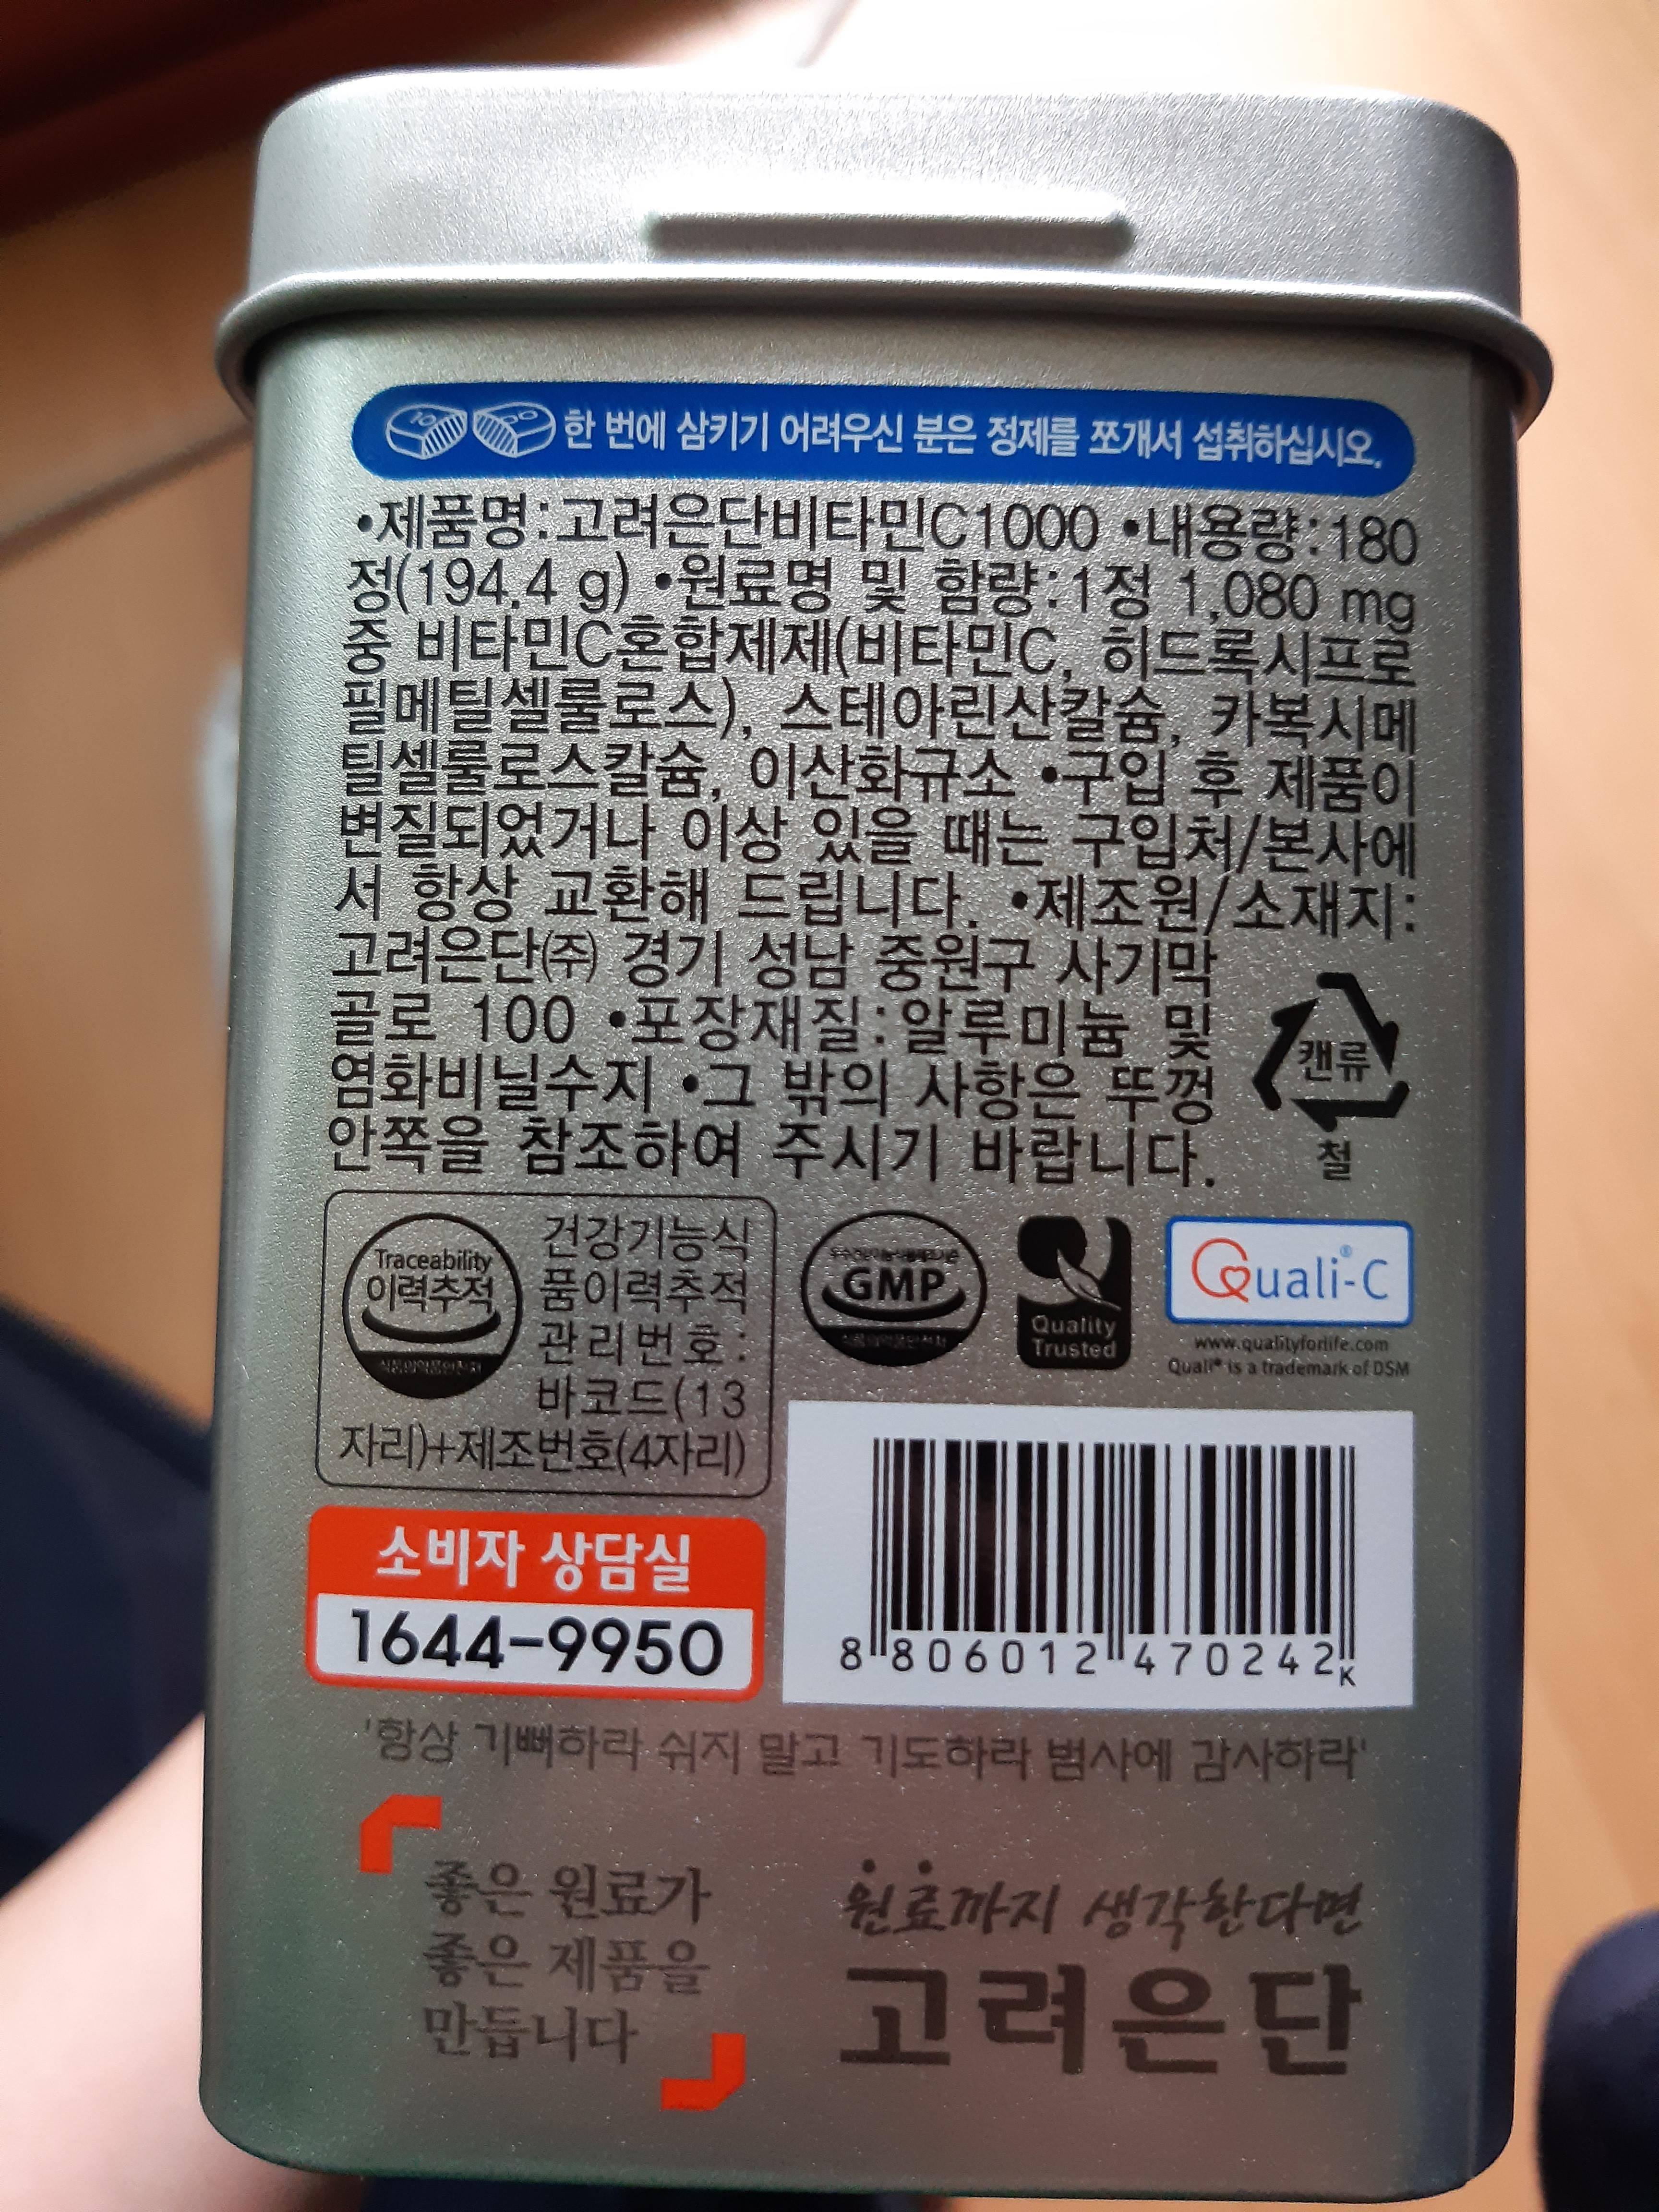 한 번에 삼키기 어려우신 분은 정제를 쪼개서 섭취하십시오.
•제품명:고려은단비타민C1000 •내용량:180
정(194.4 g) •원료명 및 함량:1정 1,080 mg
중 비타민C혼합제제(비타민C, 히드록시프로
필메틸셀룰로스), 스테아린산칼슘, 카복시메
틸셀룰로스칼슘, 이산화규소 •구입 후 제품이
변질되었거나 이상 있을 때는 구입처/본사에
서 항상 교환해 드립니다. •제조원/소재지:
고려은단㈜ 경기 성남 중원구 사기막
골로 100 •포장재질:알루미늄 및
염화비닐수지 •그 밖의 사항은 뚜껑
안쪽을 참조하여 주시기 바랍니다.
캔류
철
Traceability
이력추적
식품의약품안전처
건강기능식
품이력추적
관리번호:
바코드(13
자리)+제조번호(4자리)
GMP
식품의약품안전처
Quality
Trusted
Quali®-C
www.qualityforlife.com
Quali® is a trademark of DSM
소비자 상담실
1644-9950
8 806012 470242 K
'항상 기뻐하라 쉬지 말고 기도하라 범사에 감사하라'
좋은 원료가
좋은 제품을
만듭니다
원료까지 생각한다면
고려은단